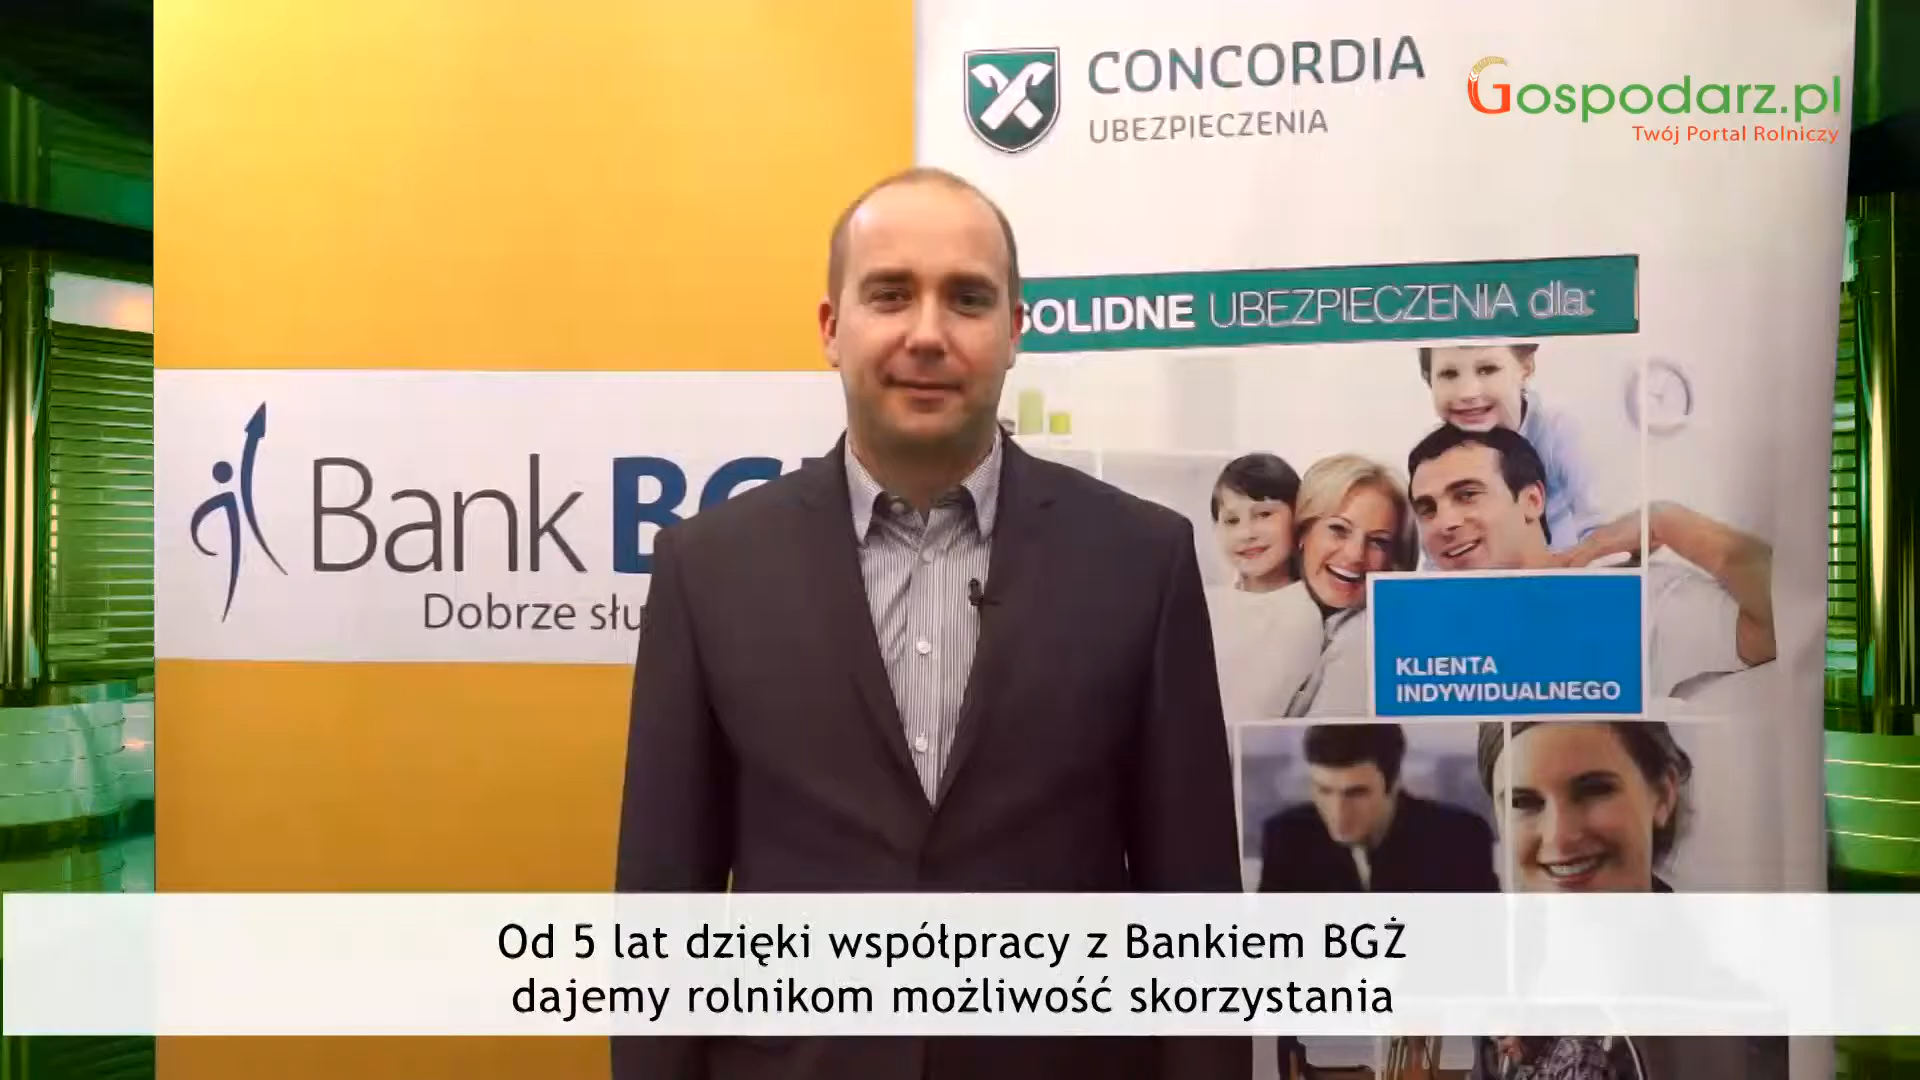 CONCORDIA
UBEZPIECZENIA
Gospodarz.pl
Twój Portal Rolniczy
SOLIDNE UBEZPIECZENIA dla:
Bank
Dobrze
KLIENTA
INDYWIDUALNEGO
Od 5 lat dzięki współpracy z Bankiem BGŻ
dajemy rolnikom możliwość skorzystania